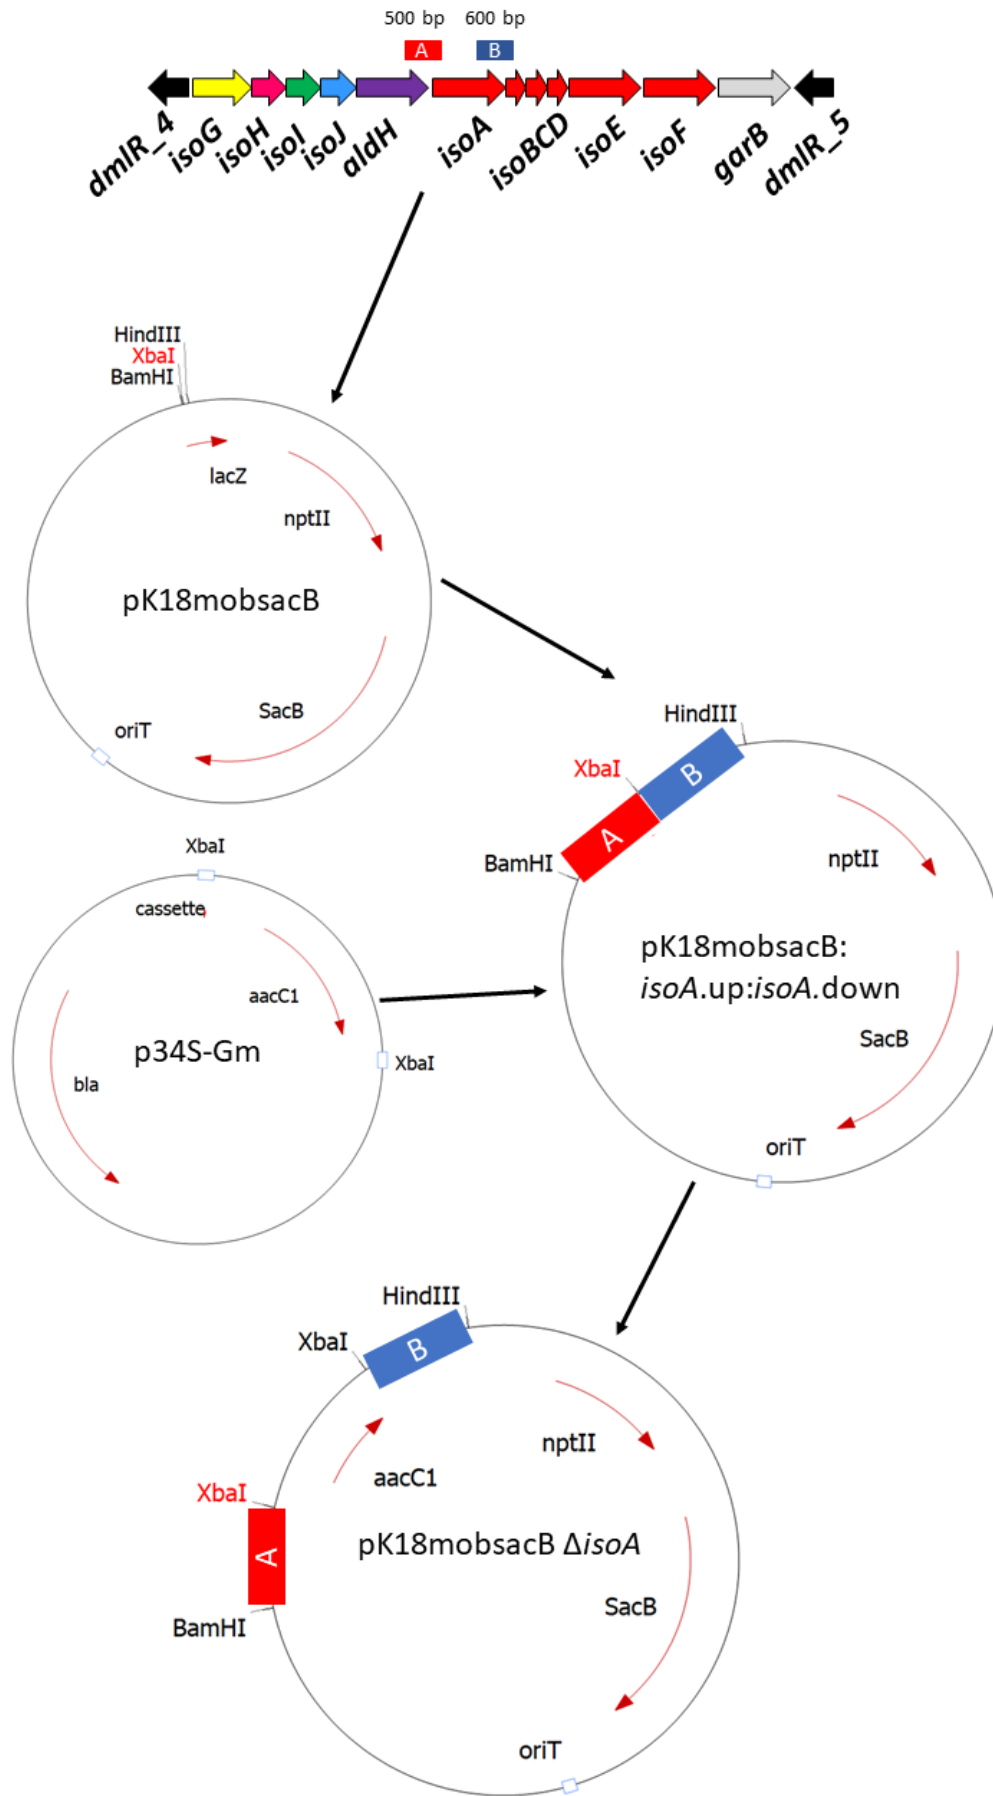 500 bp 600 bp
A B
dmlR_4 isoG isoH isoI isoJ aldH isoA isoBCD isoE isoF garB dmlR_5
HindIII
XbaI
BamHI
lacZ
nptII
pK18mobsacB
SacB
oriT
HindIII
XbaI
B
A
BamHI
nptII
pK18mobsacB:
isoA.up:isoA.down
SacB
oriT
XbaI
cassette
aacC1
p34S-Gm
XbaI
bla
HindIII
XbaI
B
nptII
aacC1
XbaI
A
pK18mobsacB ΔisoA
SacB
BamHI
oriT